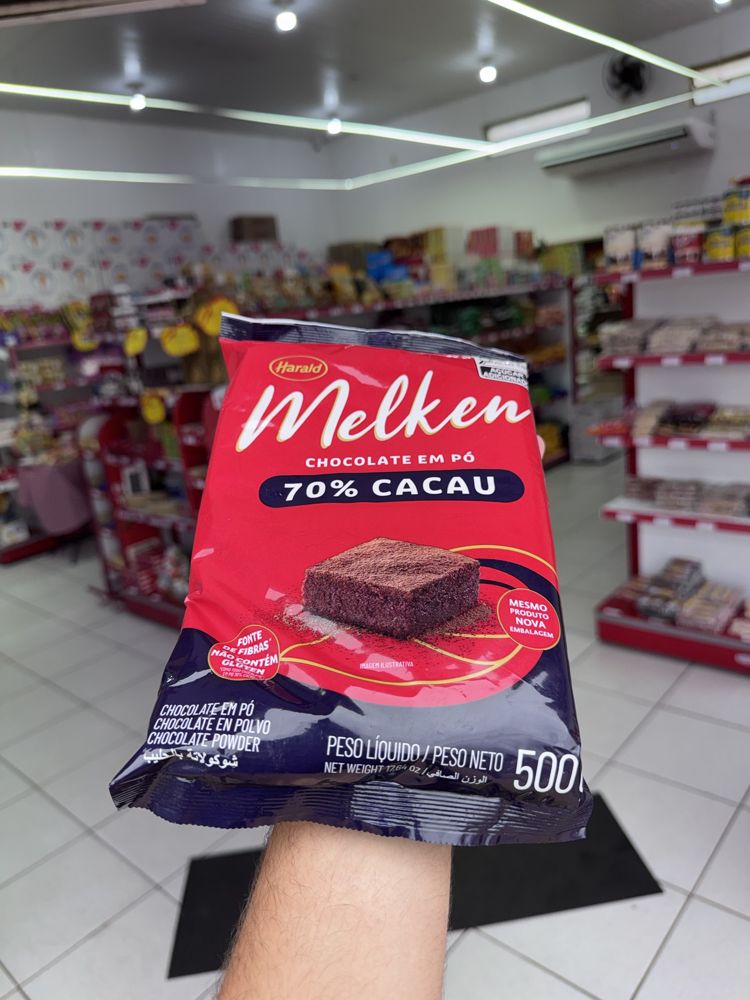 Harald
Melken
AÇÚCAR
ADICIONADO
CHOCOLATE EM PÓ
70% CACAU
MESMO
PRODUTO
NOVA
EMBALAGEM
FONTE
DE FIBRAS*
NÃO CONTÉM
GLÚTEN
IMAGEM ILUSTRATIVA
CHOCOLATE EM PÓ
CHOCOLATE EN POLVO
CHOCOLATE POWDER
شوكولاتة بالحليب
PESO LÍQUIDO / PESO NETO
NET WEIGHT 17,64 oz / الوزن الصافي
500